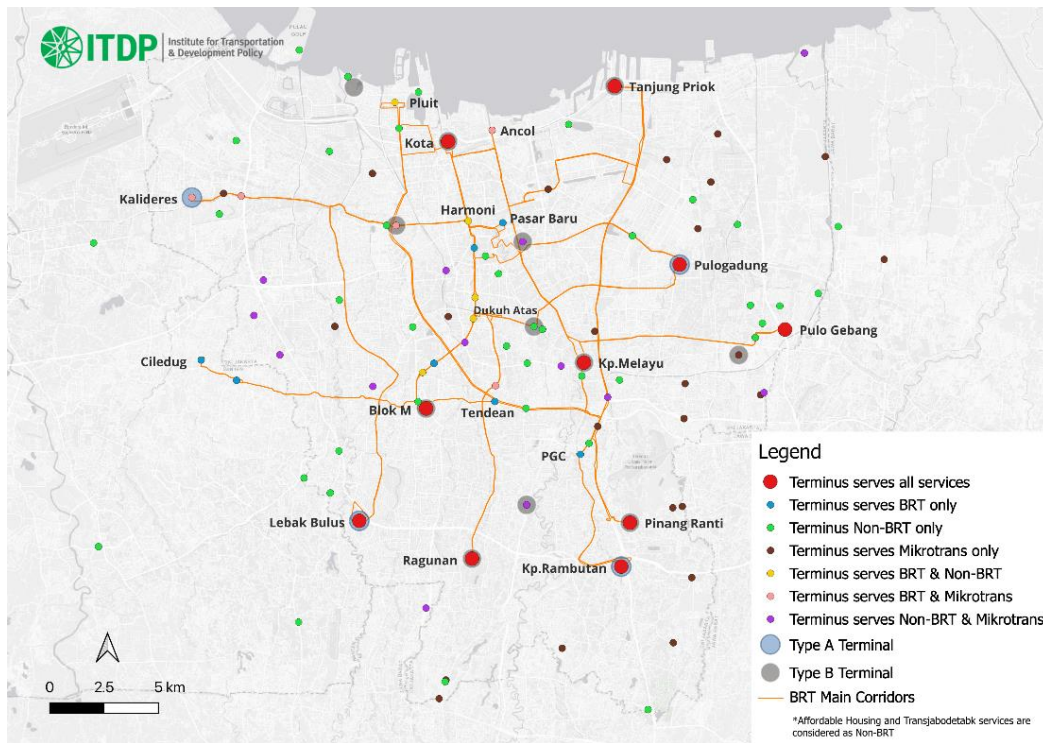 ITDP
Institute for Transportation
& Development Policy
Tanjung Priok
Pluit
Ancol
Kota
Kalideres
Harmoni
Pasar Baru
Pulogadung
Dukuh Atas
Pulo Gebang
Ciledug
Kp.Melayu
Blok M
Tendean
PGC
Lebak Bulus
Pinang Ranti
Ragunan
Kp.Rambutan
0 2.5 5 km
Legend
Terminus serves all services
Terminus serves BRT only
Terminus Non-BRT only
Terminus serves Mikrotrans only
Terminus serves BRT & Non-BRT
Terminus serves BRT & Mikrotrans
Terminus serves Non-BRT & Mikrotrans
Type A Terminal
Type B Terminal
BRT Main Corridors
*Affordable Housing and Transjabodetabk services are
considered as Non-BRT